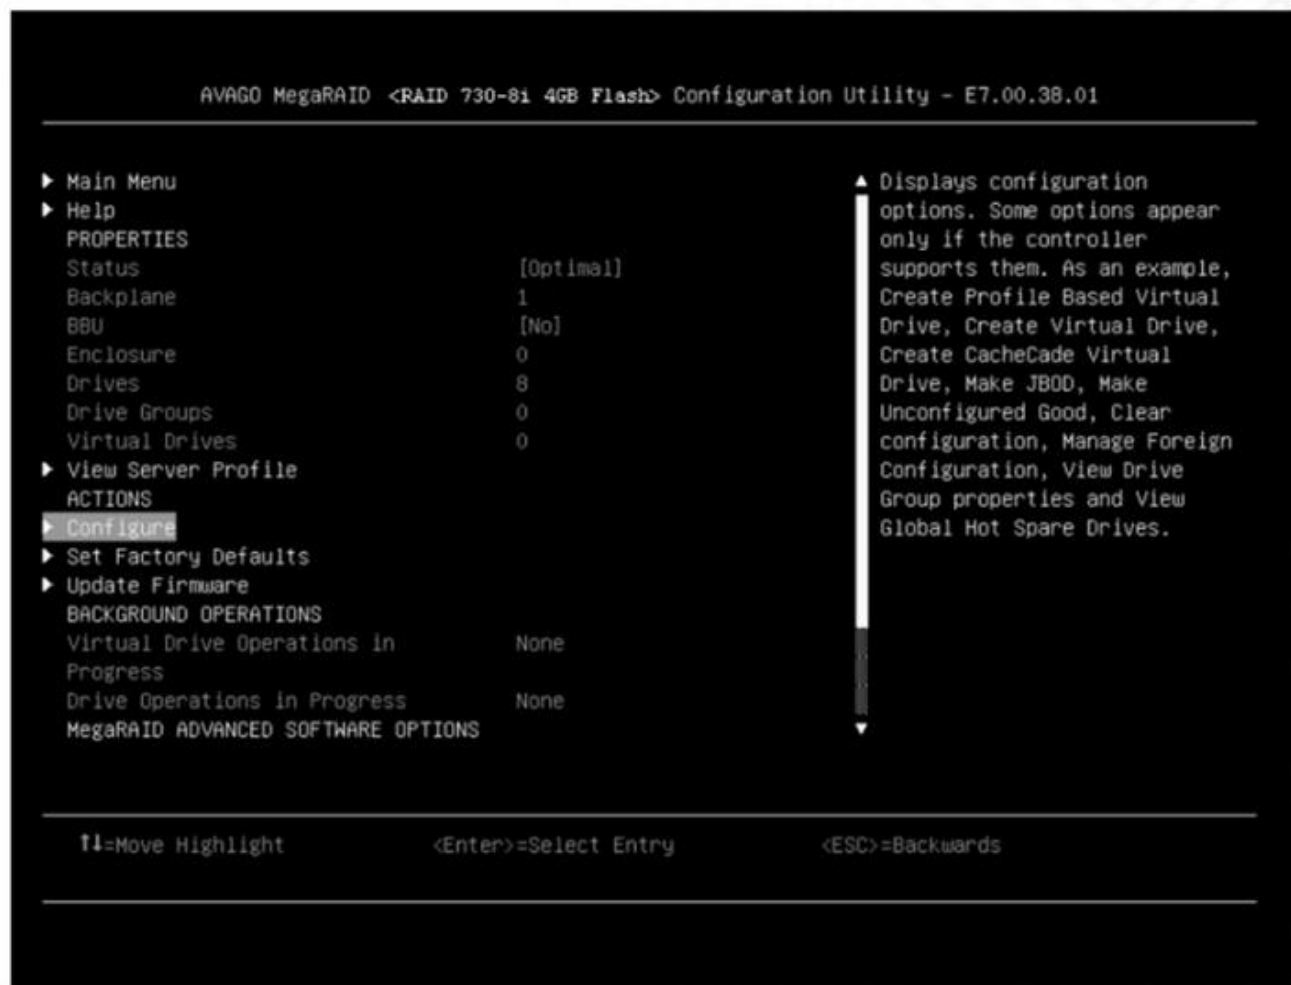 AVAGO MegaRAID <RAID 730-8i 4GB Flash> Configuration Utility – E7.00.38.01
Main Menu
Help
PROPERTIES
Status [Optimal]
Backplane 1
BBU [No]
Enclosure 0
Drives 8
Drive Groups 0
Virtual Drives 0
View Server Profile
ACTIONS
Configure
Set Factory Defaults
Update Firmware
BACKGROUND OPERATIONS
Virtual Drive Operations in None
Progress
Drive Operations in Progress None
MegaRAID ADVANCED SOFTWARE OPTIONS
Displays configuration
options. Some options appear
only if the controller
supports them. As an example,
Create Profile Based Virtual
Drive, Create Virtual Drive,
Create CacheCade Virtual
Drive, Make JBOD, Make
Unconfigured Good, Clear
configuration, Manage Foreign
Configuration, View Drive
Group properties and View
Global Hot Spare Drives.
↑↓=Move Highlight <Enter>=Select Entry <ESC>=Backwards